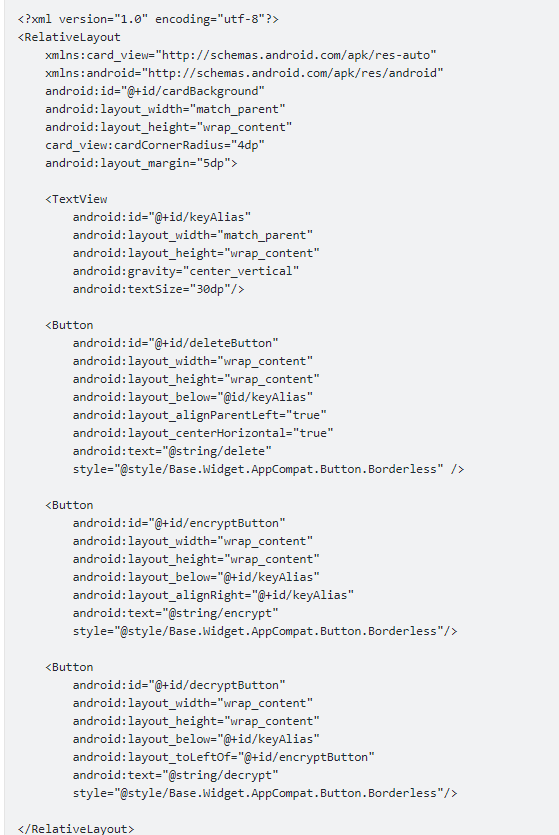 <?xml version="1.0" encoding="utf-8"?>
<RelativeLayout
    xmlns:card_view="http://schemas.android.com/apk/res-auto"
    xmlns:android="http://schemas.android.com/apk/res/android"
    android:id="@+id/cardBackground"
    android:layout_width="match_parent"
    android:layout_height="wrap_content"
    card_view:cardCornerRadius="4dp"
    android:layout_margin="5dp">

    <TextView
        android:id="@+id/keyAlias"
        android:layout_width="match_parent"
        android:layout_height="wrap_content"
        android:gravity="center_vertical"
        android:textSize="30dp"/>

    <Button
        android:id="@+id/deleteButton"
        android:layout_width="wrap_content"
        android:layout_height="wrap_content"
        android:layout_below="@id/keyAlias"
        android:layout_alignParentLeft="true"
        android:layout_centerHorizontal="true"
        android:text="@string/delete"
        style="@style/Base.Widget.AppCompat.Button.Borderless" />

    <Button
        android:id="@+id/encryptButton"
        android:layout_width="wrap_content"
        android:layout_height="wrap_content"
        android:layout_below="@+id/keyAlias"
        android:layout_alignRight="@+id/keyAlias"
        android:text="@string/encrypt"
        style="@style/Base.Widget.AppCompat.Button.Borderless"/>

    <Button
        android:id="@+id/decryptButton"
        android:layout_width="wrap_content"
        android:layout_height="wrap_content"
        android:layout_below="@+id/keyAlias"
        android:layout_toLeftOf="@+id/encryptButton"
        android:text="@string/decrypt"
        style="@style/Base.Widget.AppCompat.Button.Borderless"/>

</RelativeLayout>